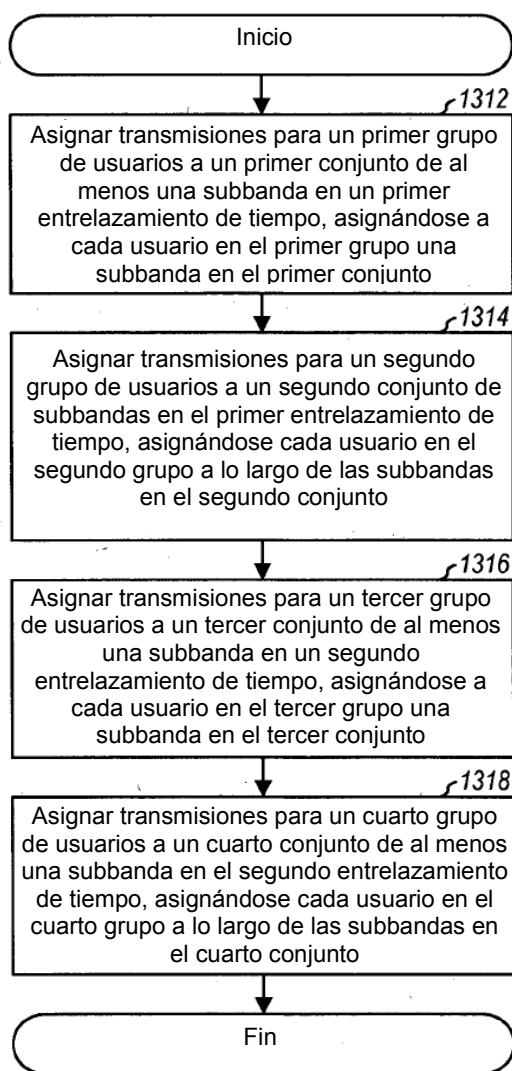 Inicio
1312
Asignar transmisiones para un primer grupo
de usuarios a un primer conjunto de al
menos una subbanda en un primer
entrelazamiento de tiempo, asignándose a
cada usuario en el primer grupo una
subbanda en el primer conjunto
1314
Asignar transmisiones para un segundo
grupo de usuarios a un segundo conjunto de
subbandas en el primer entrelazamiento de
tiempo, asignándose cada usuario en el
segundo grupo a lo largo de las subbandas
en el segundo conjunto
1316
Asignar transmisiones para un tercer grupo
de usuarios a un tercer conjunto de al menos
una subbanda en un segundo
entrelazamiento de tiempo, asignándose a
cada usuario en el tercer grupo una
subbanda en el tercer conjunto
1318
Asignar transmisiones para un cuarto grupo
de usuarios a un cuarto conjunto de al menos
una subbanda en el segundo entrelazamiento
de tiempo, asignándose cada usuario en el
cuarto grupo a lo largo de las subbandas en
el cuarto conjunto
Fin